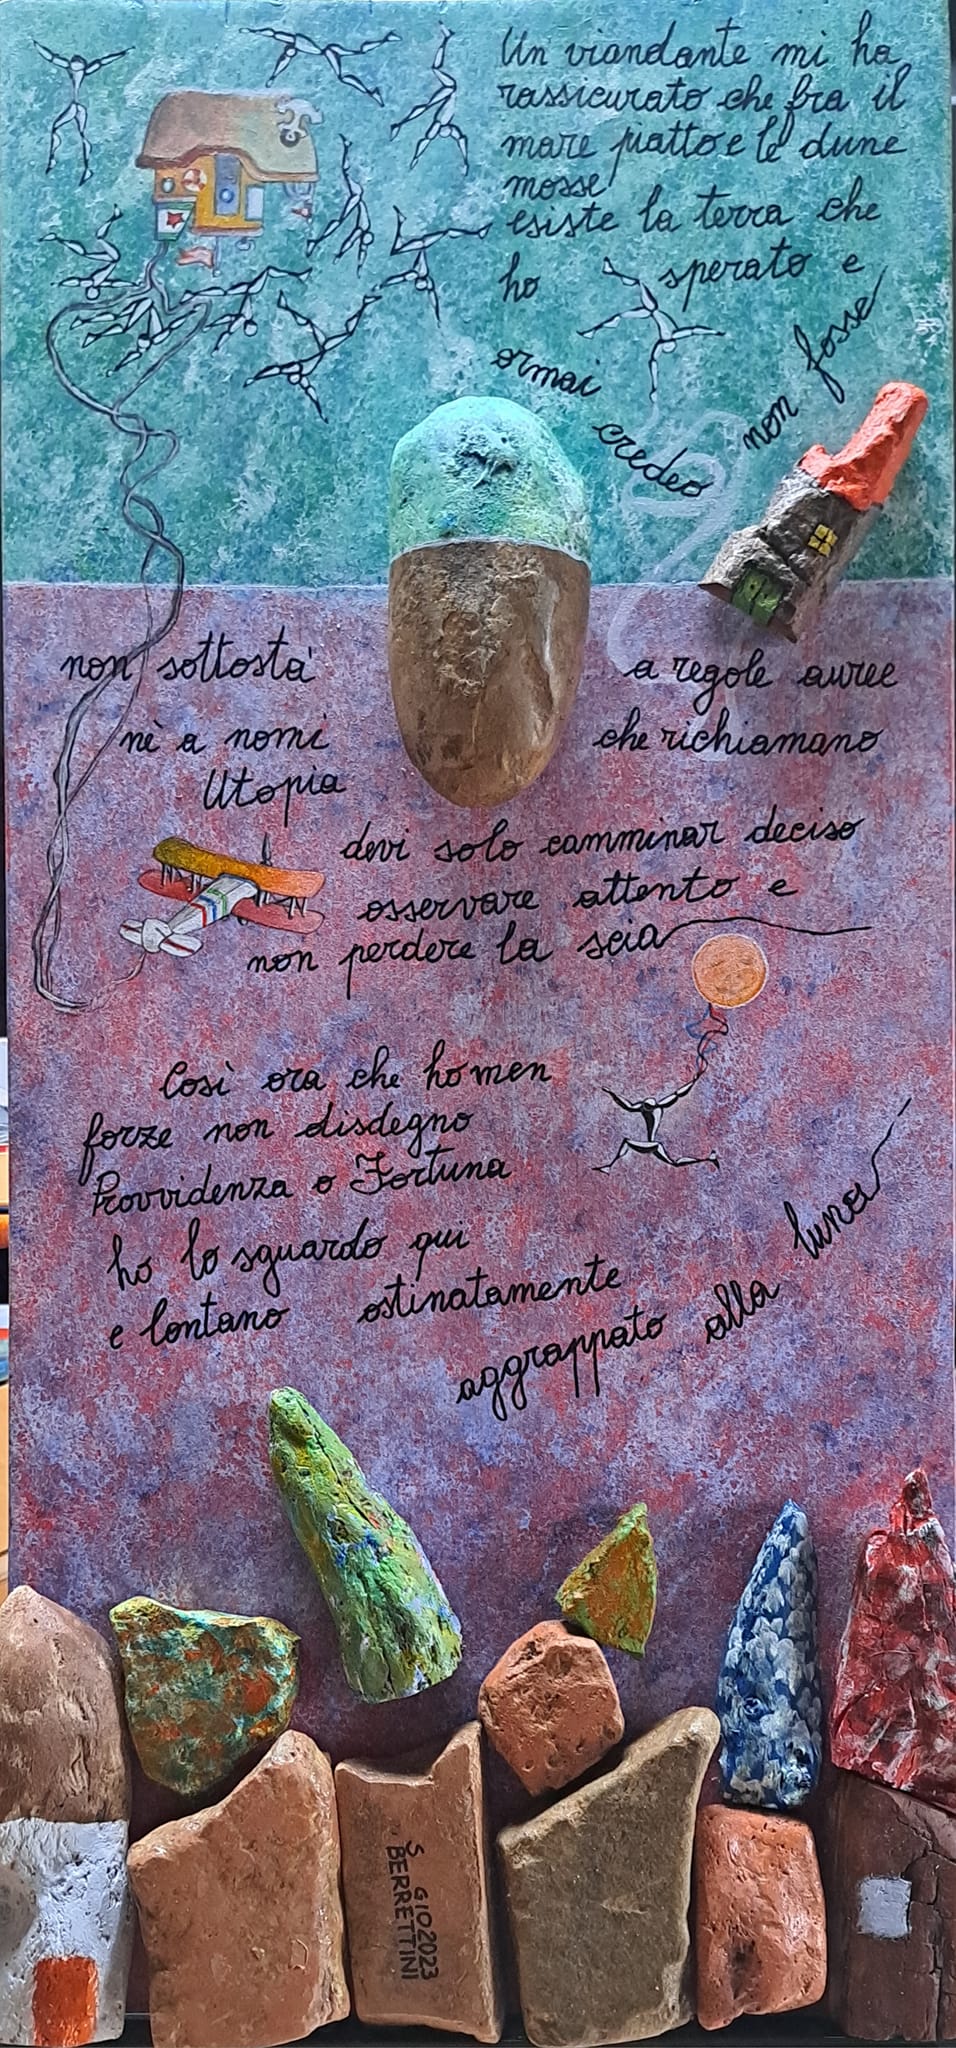 Un viandante mi ha
rassicurato che fra il
mare piatto e le dune
mosse
esiste la terra che
ho sperato e
ormai credeo non fosse
non sottostà a regole auree
nè a nomi che richiamano
Utopia
devi solo camminar deciso
osservare attento e
non perdere la scia
Così ora che ho men
forze non disdegno
Provvidenza o Fortuna
ho lo sguardo qui
e lontano ostinatamente
aggrappato alla luna
S GIO2023
BERRETTINI